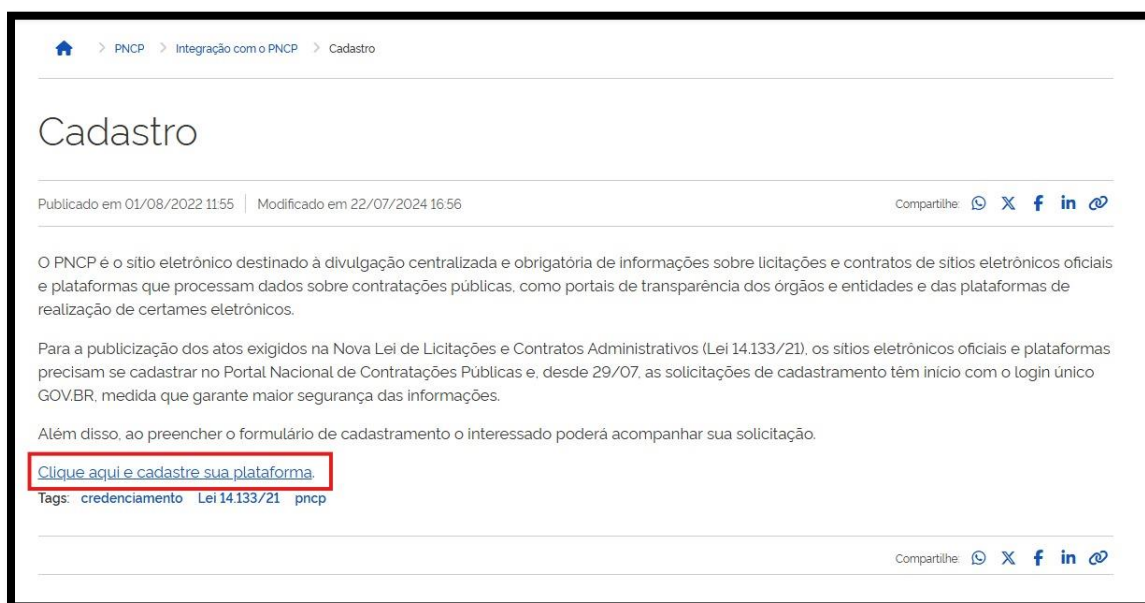 > PNCP > Integração com o PNCP > Cadastro
Cadastro
Publicado em 01/08/2022 11:55 | Modificado em 22/07/2024 16:56 Compartilhe:
O PNCP é o sítio eletrônico destinado à divulgação centralizada e obrigatória de informações sobre licitações e contratos de sítios eletrônicos oficiais
e plataformas que processam dados sobre contratações públicas, como portais de transparência dos órgãos e entidades e das plataformas de
realização de certames eletrônicos.
Para a publicização dos atos exigidos na Nova Lei de Licitações e Contratos Administrativos (Lei 14.133/21), os sítios eletrônicos oficiais e plataformas
precisam se cadastrar no Portal Nacional de Contratações Públicas e, desde 29/07, as solicitações de cadastramento têm início com o login único
GOV.BR, medida que garante maior segurança das informações.
Além disso, ao preencher o formulário de cadastramento o interessado poderá acompanhar sua solicitação.
Clique aqui e cadastre sua plataforma.
Tags: credenciamento Lei 14.133/21 pncp
Compartilhe: